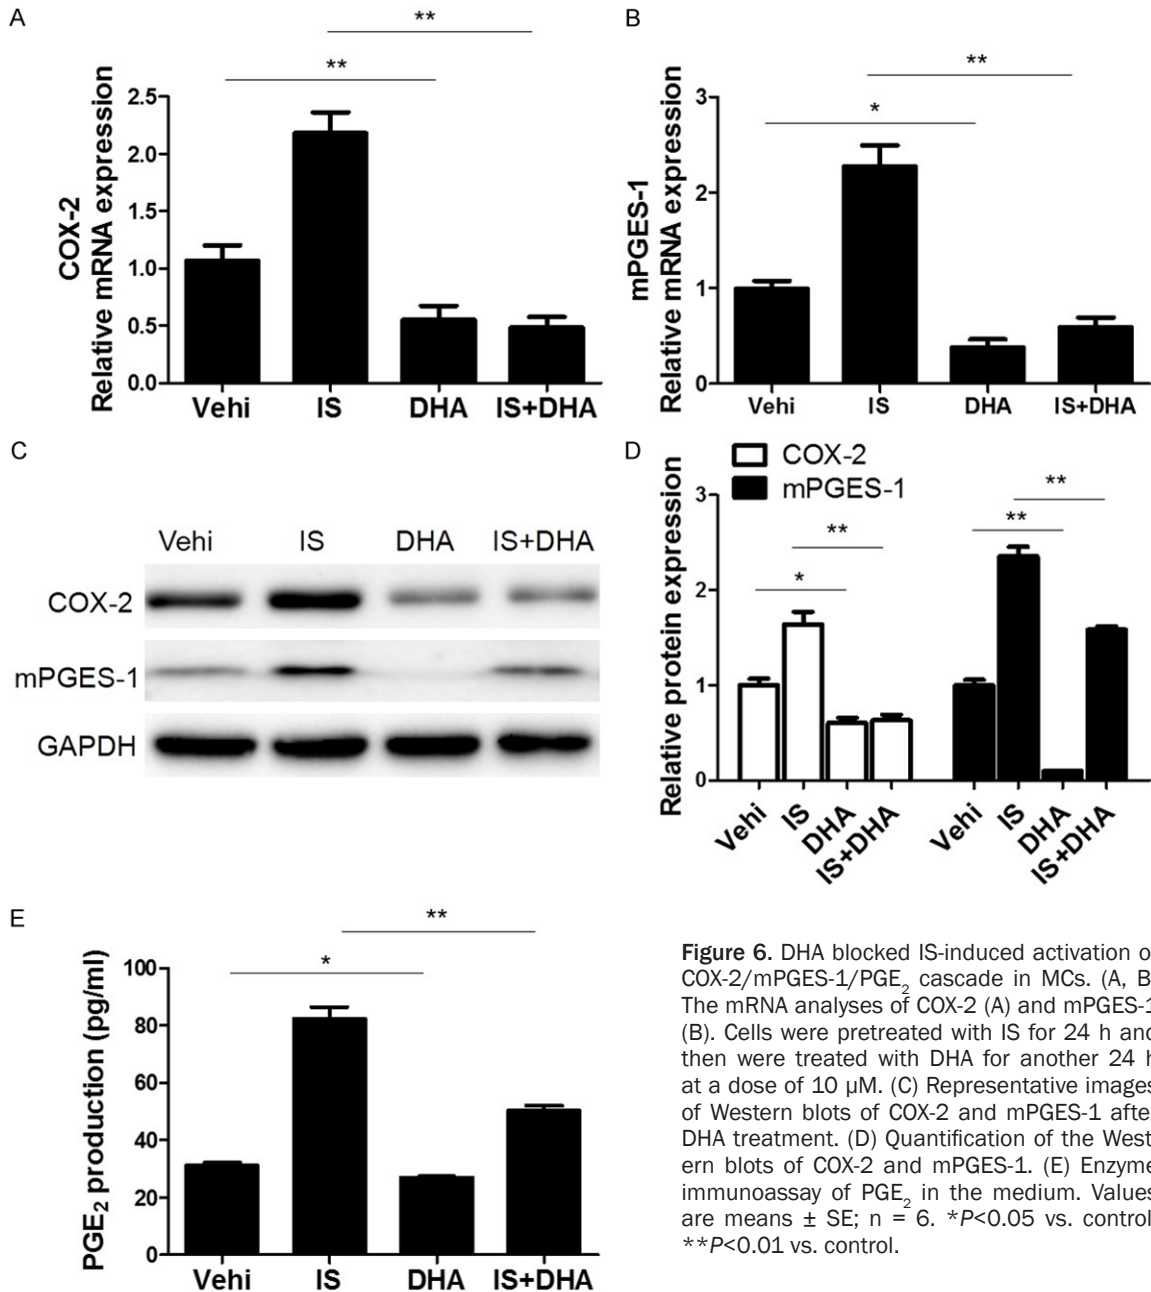 A
**
**
COX-2
Relative mRNA expression
2.5
2.0
1.5
1.0
0.5
0.0
Vehi IS DHA IS+DHA
B
**
*
mPGES-1
Relative mRNA expression
3
2
1
0
Vehi IS DHA IS+DHA
C
Vehi IS DHA IS+DHA
COX-2
mPGES-1
GAPDH
D
COX-2
mPGES-1
Relative protein expression
3
2
1
0
**
*
**
**
Vehi IS DHA IS+DHA Vehi IS DHA IS+DHA
E
**
*
PGE2 production (pg/ml)
100
80
60
40
20
0
Vehi IS DHA IS+DHA
Figure 6. DHA blocked IS-induced activation o
COX-2/mPGES-1/PGE2 cascade in MCs. (A, B
The mRNA analyses of COX-2 (A) and mPGES-1
(B). Cells were pretreated with IS for 24 h and
then were treated with DHA for another 24 h
at a dose of 10 µM. (C) Representative images
of Western blots of COX-2 and mPGES-1 afte
DHA treatment. (D) Quantification of the West
ern blots of COX-2 and mPGES-1. (E) Enzyme
immunoassay of PGE2 in the medium. Values
are means ± SE; n = 6. *P<0.05 vs. control
**P<0.01 vs. control.